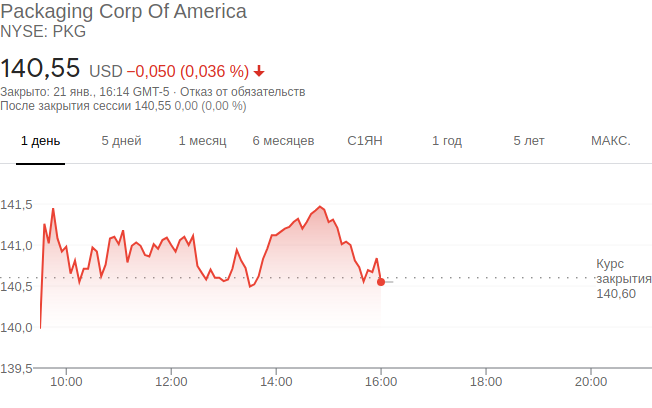 Packaging Corp Of America
NYSE: PKG
140,55 USD −0,050 (0,036 %)
Закрыто: 21 янв., 16:14 GMT-5 · Отказ от обязательств
После закрытия сессии 140,55 0,00 (0,00 %)
1 день 5 дней 1 месяц 6 месяцев С1ЯН 1 год 5 лет МАКС.
141,5
141,0
140,5
140,0
139,5
Курс
закрытия
140,60
10:00 12:00 14:00 16:00 18:00 20:00